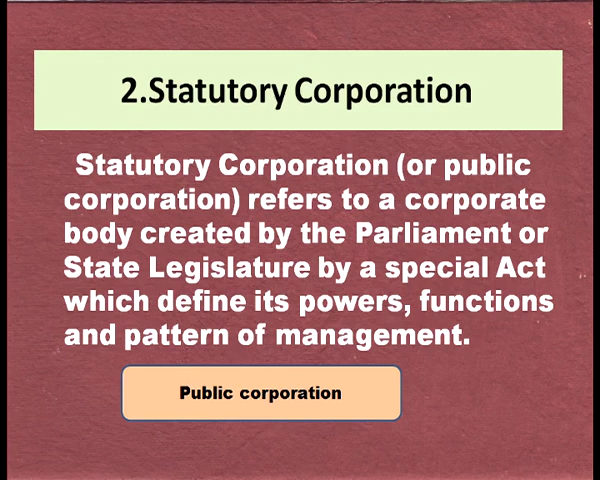 2.Statutory Corporation
Statutory Corporation (or public
corporation) refers to a corporate
body created by the Parliament or
State Legislature by a special Act
which define its powers, functions
and pattern of management.
Public corporation